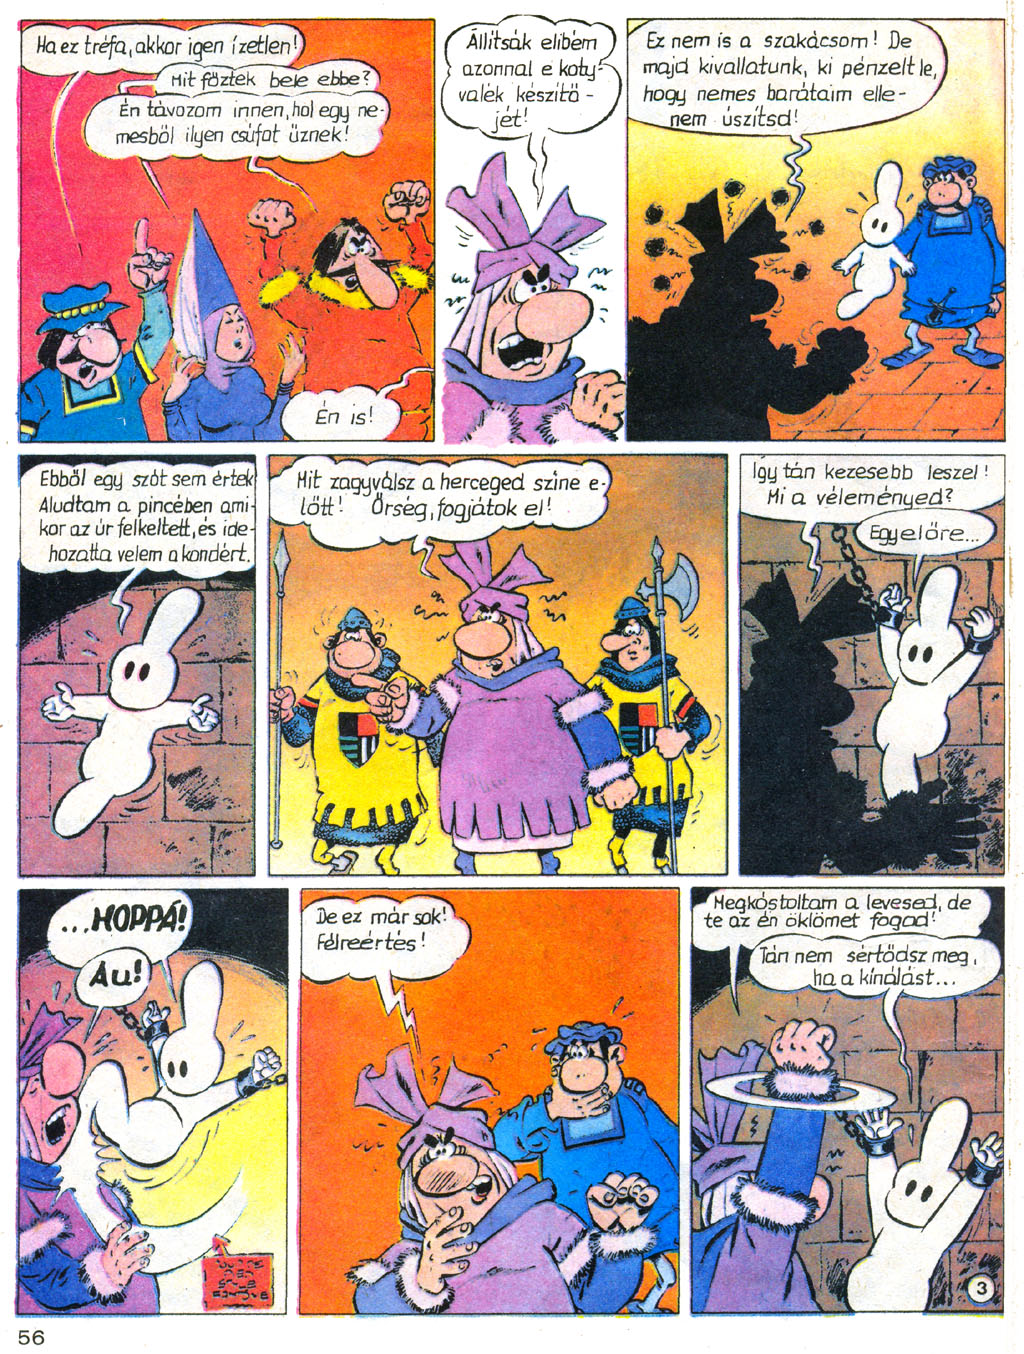 Ha ez tréfa, akkor igen ízetlen!
Mit főztek bele ebbe?
Én távozom innen, hol egy ne-
mesből ilyen csúfot űznek!
Én is!
Állítsák elibém
azonnal e koty-
valék készítő-
jét!
Ez nem is a szakácsom! De
majd kivallatunk, ki pénzelt le,
hogy nemes barátaim elle-
nem úszítsd!
Ebből egy szót sem értek
Aludtam a pincében ami-
kor az úr felkeltett, és ide-
hozatta velem a kondért.
Mit zagyválsz a herceged színe e-
lőtt! Őrség, fogjátok el!
Így tán kezesebb leszel!
Mi a véleményed?
Egyelőre...
...HOPPÁ!
Áu!
De ez már sok!
Félreértés!
Megkóstoltam a levesed, de
te az én öklömet fogod!
Tán nem sértődsz meg,
ha a kínálást...
3
56